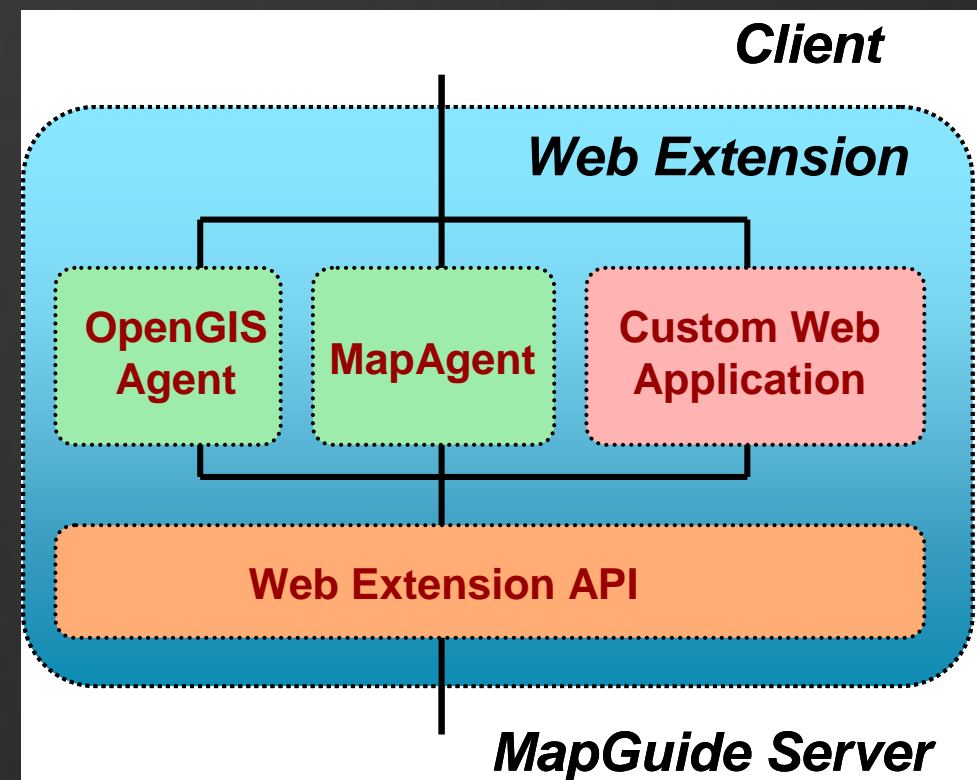 Client
Web Extension
OpenGIS
Agent
MapAgent
Custom Web
Application
Web Extension API
MapGuide Server